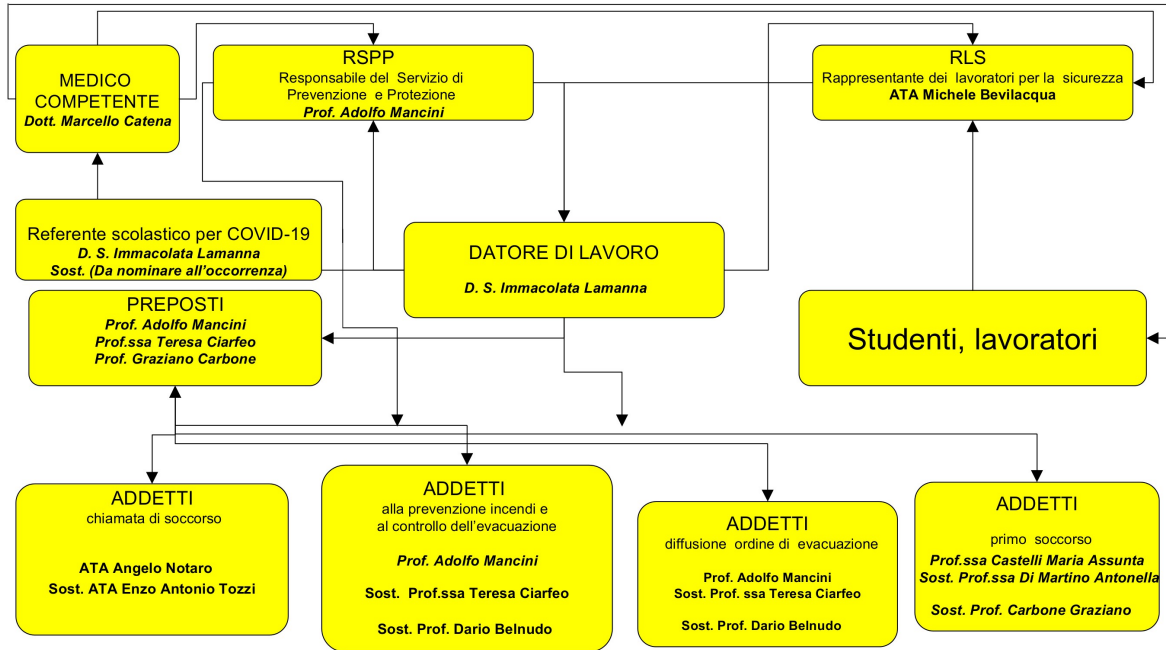 MEDICO
COMPETENTE
Dott. Marcello Catena
RSPP
Responsabile del Servizio di
Prevenzione e Protezione
Prof. Adolfo Mancini
RLS
Rappresentante dei lavoratori per la sicurezza
ATA Michele Bevilacqua
Referente scolastico per COVID-19
D. S. Immacolata Lamanna
Sost. (Da nominare all'occorrenza)
DATORE DI LAVORO
D. S. Immacolata Lamanna
PREPOSTI
Prof. Adolfo Mancini
Prof.ssa Teresa Ciarfeo
Prof. Graziano Carbone
Studenti, lavoratori
ADDETTI
chiamata di soccorso
ATA Angelo Notaro
Sost. ATA Enzo Antonio Tozzi
ADDETTI
alla prevenzione incendi e
al controllo dell'evacuazione
Prof. Adolfo Mancini
Sost. Prof.ssa Teresa Ciarfeo
Sost. Prof. Dario Belnudo
ADDETTI
diffusione ordine di evacuazione
Prof. Adolfo Mancini
Sost. Prof. ssa Teresa Ciarfeo
Sost. Prof. Dario Belnudo
ADDETTI
primo soccorso
Prof.ssa Castelli Maria Assunta
Sost. Prof.ssa Di Martino Antonella
Sost. Prof. Carbone Graziano